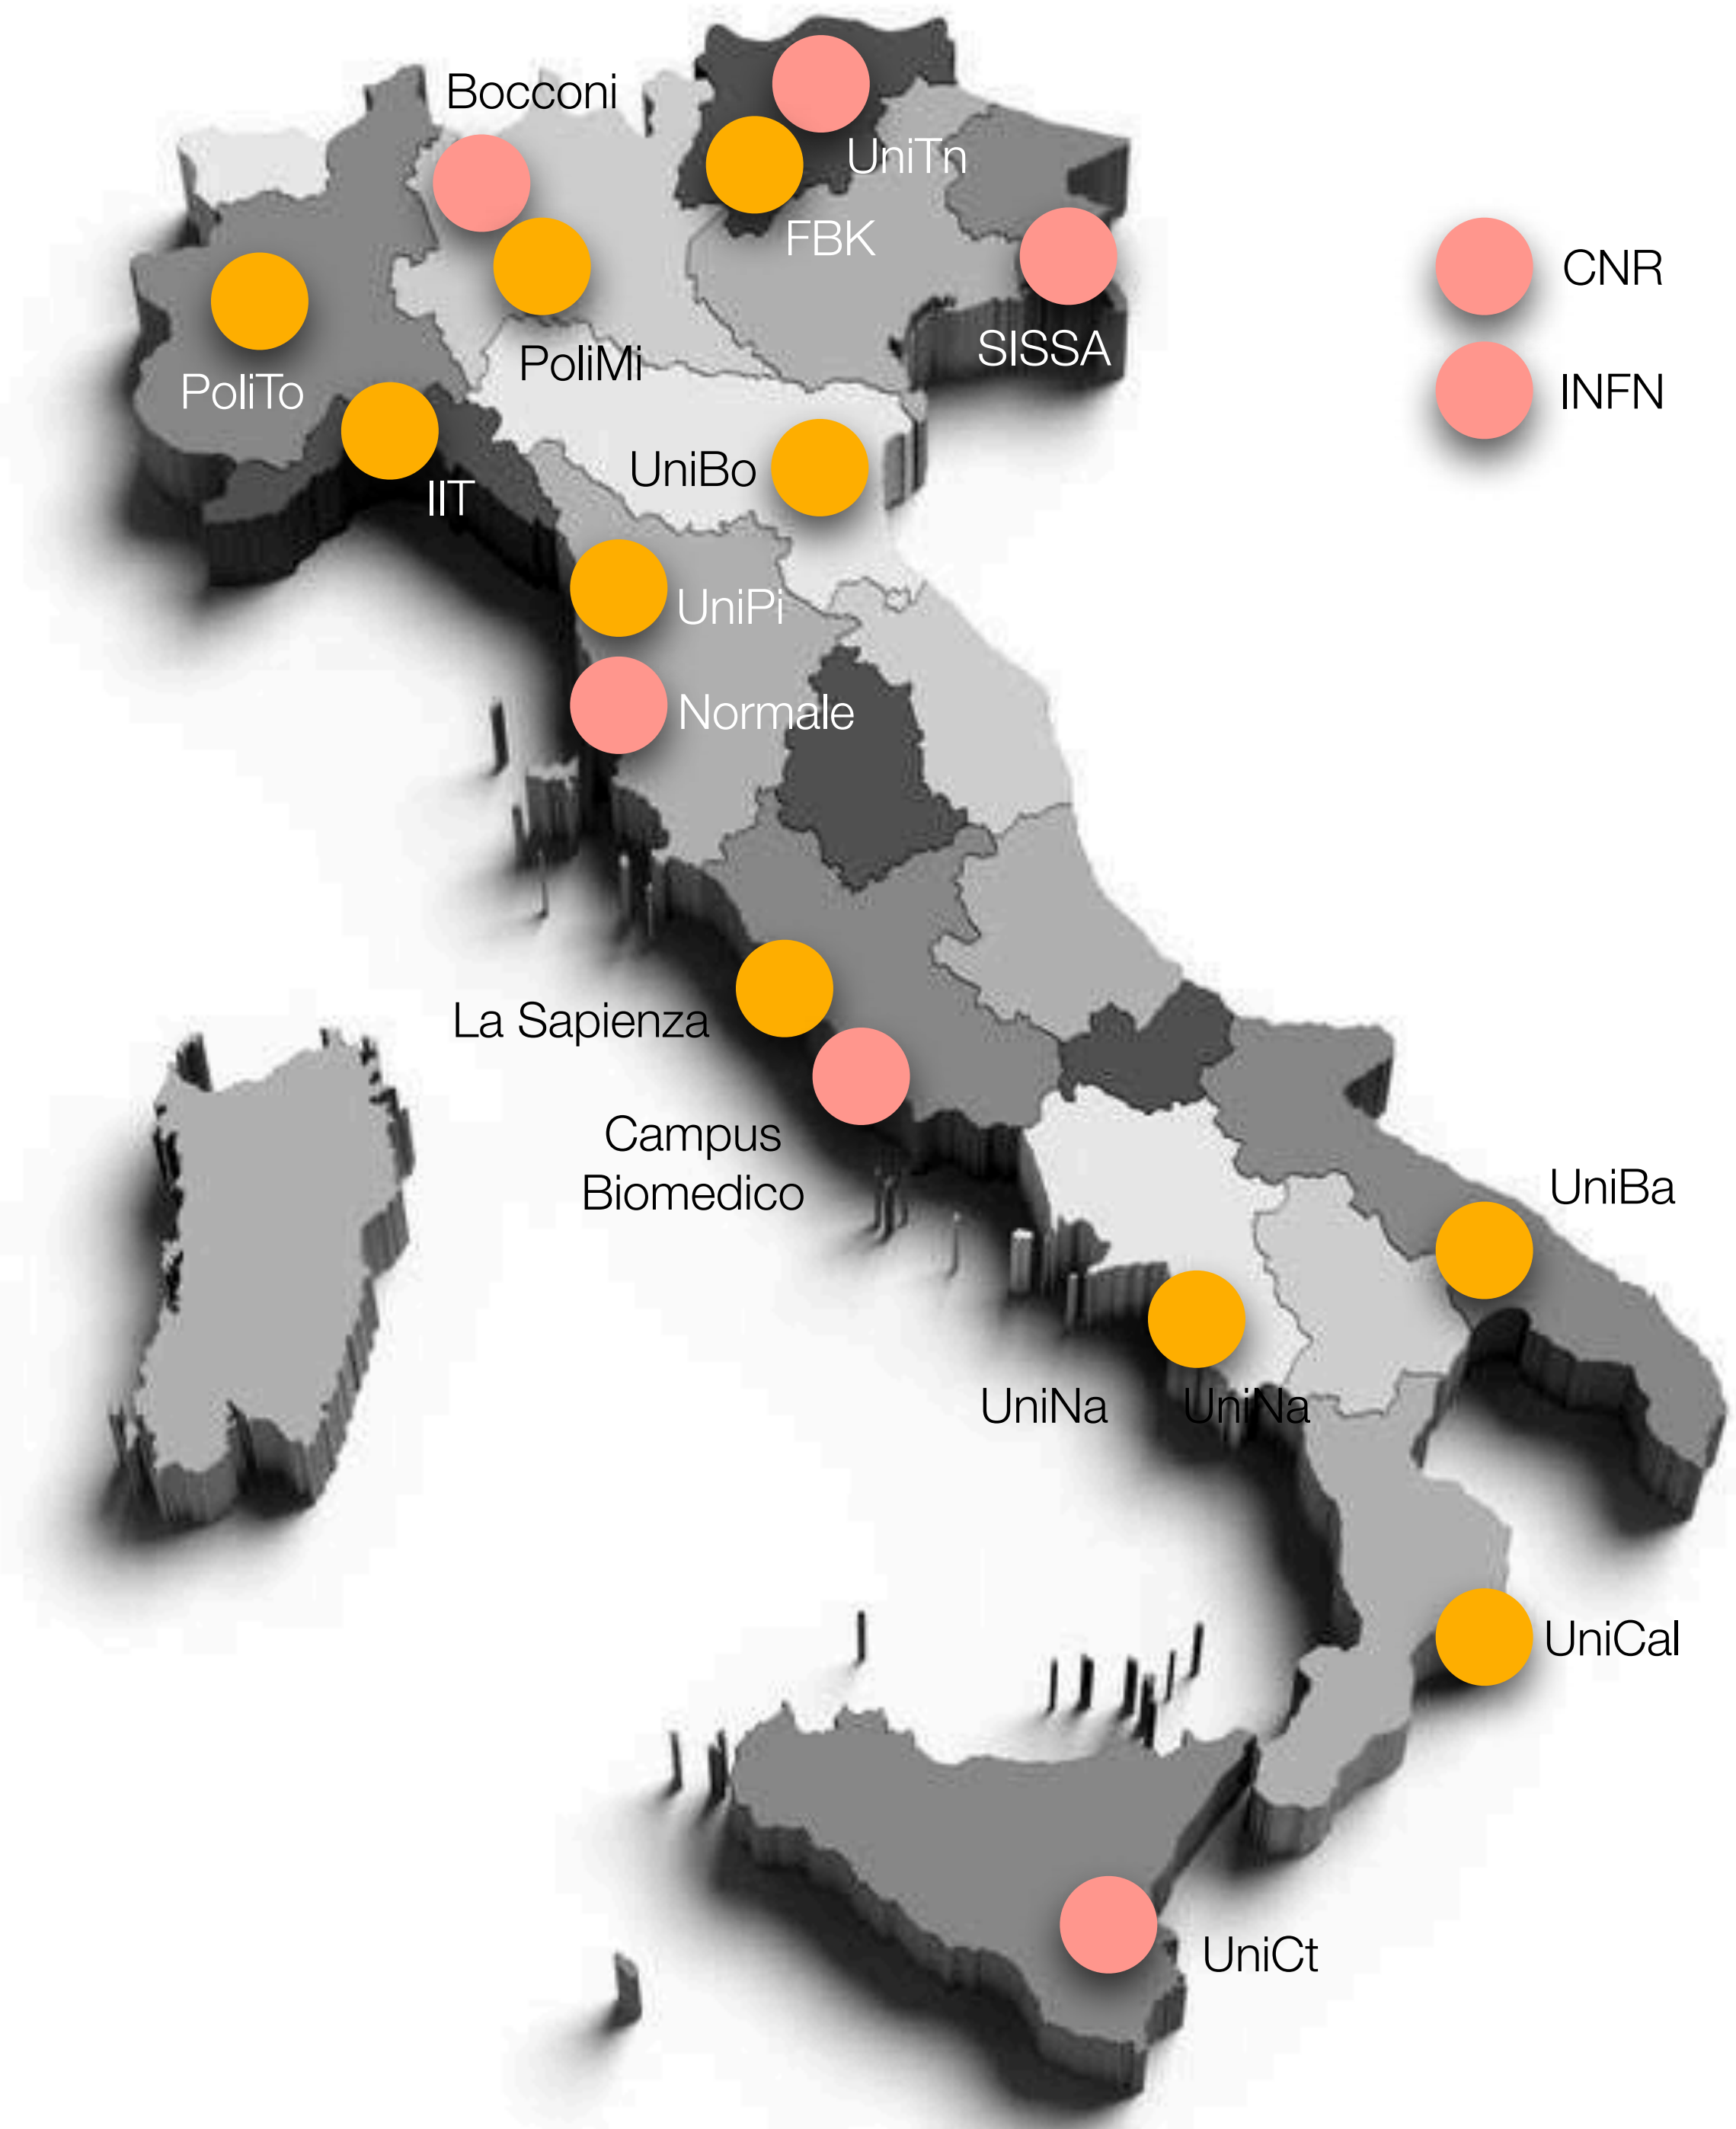 Bocconi
UniTn
FBK
CNR
SISSA
PoliMi
PoliTo
INFN
UniBo
IIT
UniPi
Normale
La Sapienza
Campus
Biomedico
UniBa
UniNa
UniNa
UniCal
UniCt